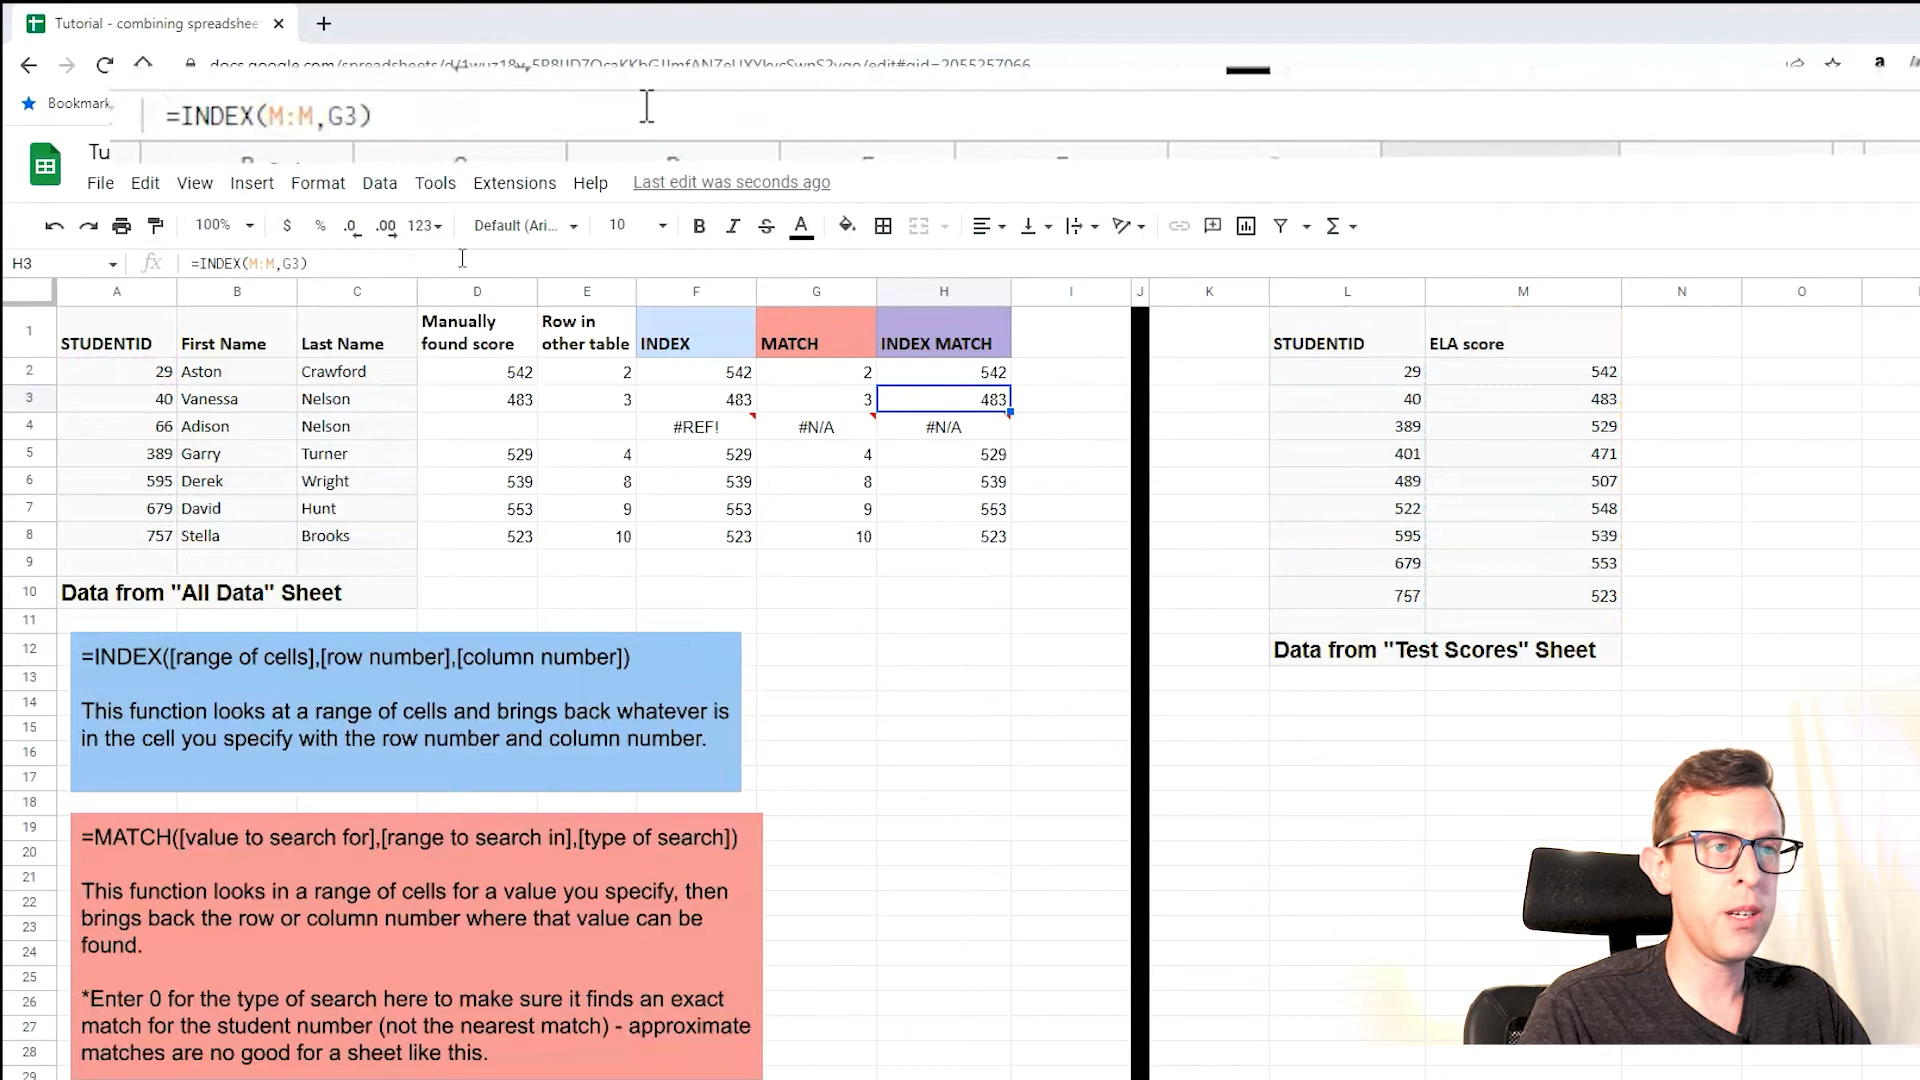 Tutorial - combining spreadshee
=INDEX(M:M,G3)
Bookmark
Tu
File Edit View Insert Format Data Tools Extensions Help Last edit was seconds ago
100% $ % .0 .00 123 Default (Ari... 10 B I S A
H3 fx =INDEX(M:M,G3)
A B C D E F G H I J K L M N O
1 STUDENTID First Name Last Name Manually found score Row in other table INDEX MATCH INDEX MATCH STUDENTID ELA score
2 29 Aston Crawford 542 2 542 2 542 29 542
3 40 Vanessa Nelson 483 3 483 3 483 40 483
4 66 Adison Nelson #REF! #N/A #N/A 389 529
5 389 Garry Turner 529 4 529 4 529 401 471
6 595 Derek Wright 539 8 539 8 539 489 507
7 679 David Hunt 553 9 553 9 553 522 548
8 757 Stella Brooks 523 10 523 10 523 595 539
9 679 553
10 Data from "All Data" Sheet 757 523
11
12 =INDEX([range of cells],[row number],[column number]) Data from "Test Scores" Sheet
13
14 This function looks at a range of cells and brings back whatever is
15 in the cell you specify with the row number and column number.
16
17
18
19 =MATCH([value to search for],[range to search in],[type of search])
20
21 This function looks in a range of cells for a value you specify, then
22 brings back the row or column number where that value can be
23 found.
24
25
26 *Enter 0 for the type of search here to make sure it finds an exact
27 match for the student number (not the nearest match) - approximate
28 matches are no good for a sheet like this.
29